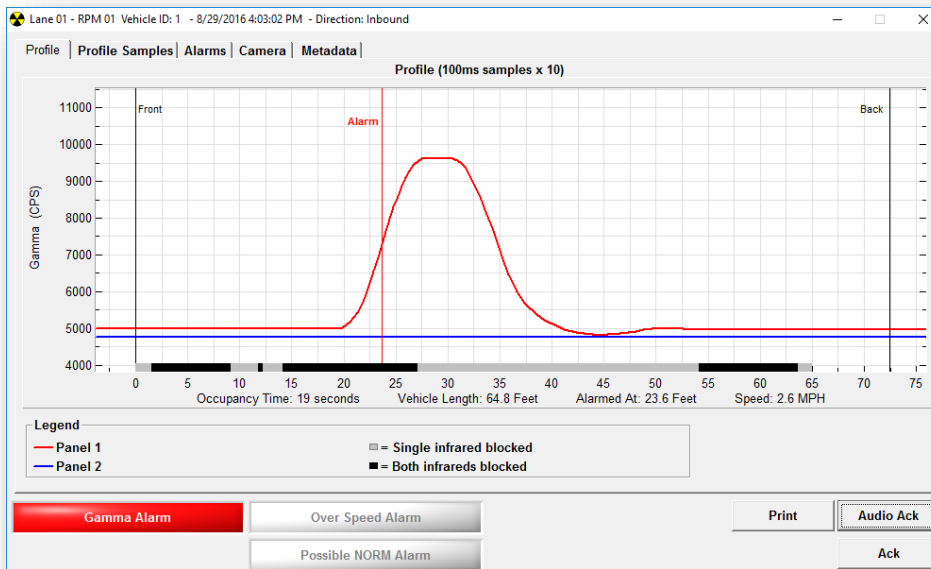 Lane 01 - RPM 01 Vehicle ID: 1 - 8/29/2016 4:03:02 PM - Direction: Inbound
Profile Profile Samples Alarms Camera Metadata
Profile (100ms samples x 10)
Gamma (CPS)
11000
10000
9000
8000
7000
6000
5000
4000
Front
Alarm
Back
0 5 10 15 20 25 30 35 40 45 50 55 60 65 70 75
Occupancy Time: 19 seconds Vehicle Length: 64.8 Feet Alarmed At: 23.6 Feet Speed: 2.6 MPH
Legend
Panel 1 = Single infrared blocked
Panel 2 = Both infrareds blocked
Gamma Alarm Over Speed Alarm Print Audio Ack
Possible NORM Alarm Ack